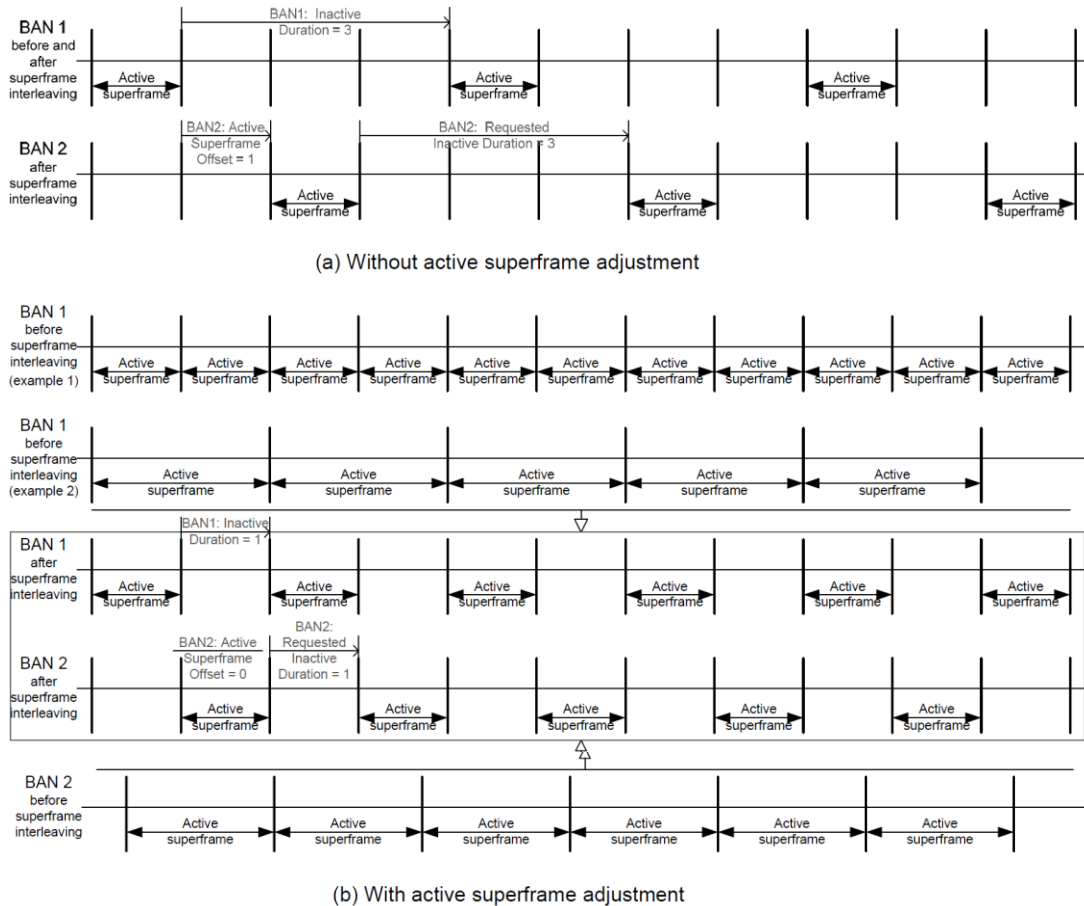 BAN 1
before and
after
superframe
interleaving
BAN1: Inactive
Duration = 3
Active
superframe
Active
superframe
Active
superframe
BAN 2
after
superframe
interleaving
BAN2: Active
Superframe
Offset = 1
BAN2: Requested
Inactive Duration = 3
Active
superframe
Active
superframe
Active
superframe
(a) Without active superframe adjustment
BAN 1
before
superframe
interleaving
(example 1)
Active Active Active Active Active Active Active Active Active Active Active
superframe superframe superframe superframe superframe superframe superframe superframe superframe superframe superframe
BAN 1
before
superframe
interleaving
(example 2)
Active Active Active Active Active
superframe superframe superframe superframe superframe
BAN 1
after
superframe
interleaving
BAN1: Inactive
Duration = 1
Active Active Active Active Active Active
superframe superframe superframe superframe superframe superframe
BAN 2
after
superframe
interleaving
BAN2: Active
Superframe
Offset = 0
BAN2:
Requested
Inactive
Duration = 1
Active Active Active Active Active
superframe superframe superframe superframe superframe
BAN 2
before
superframe
interleaving
Active Active Active Active Active Active
superframe superframe superframe superframe superframe superframe
(b) With active superframe adjustment